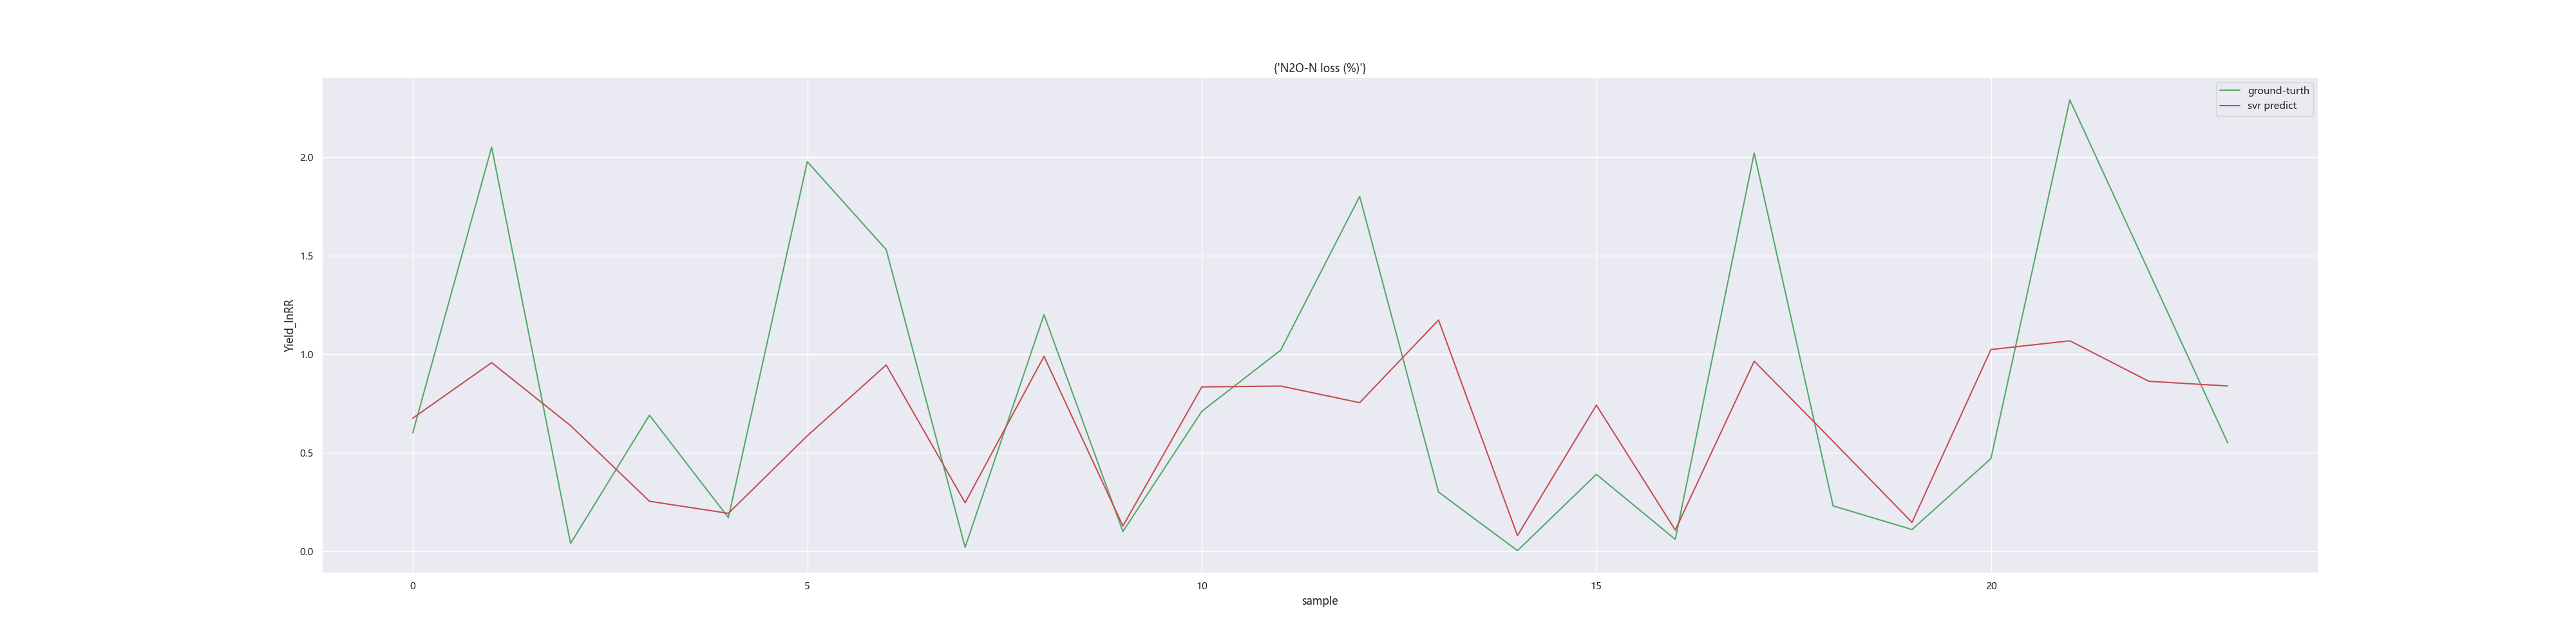 {'N2O-N loss (%)'}
ground-turth
svr predict
Yield_lnRR
2.0
1.5
1.0
0.5
0.0
0 5 10 15 20
sample